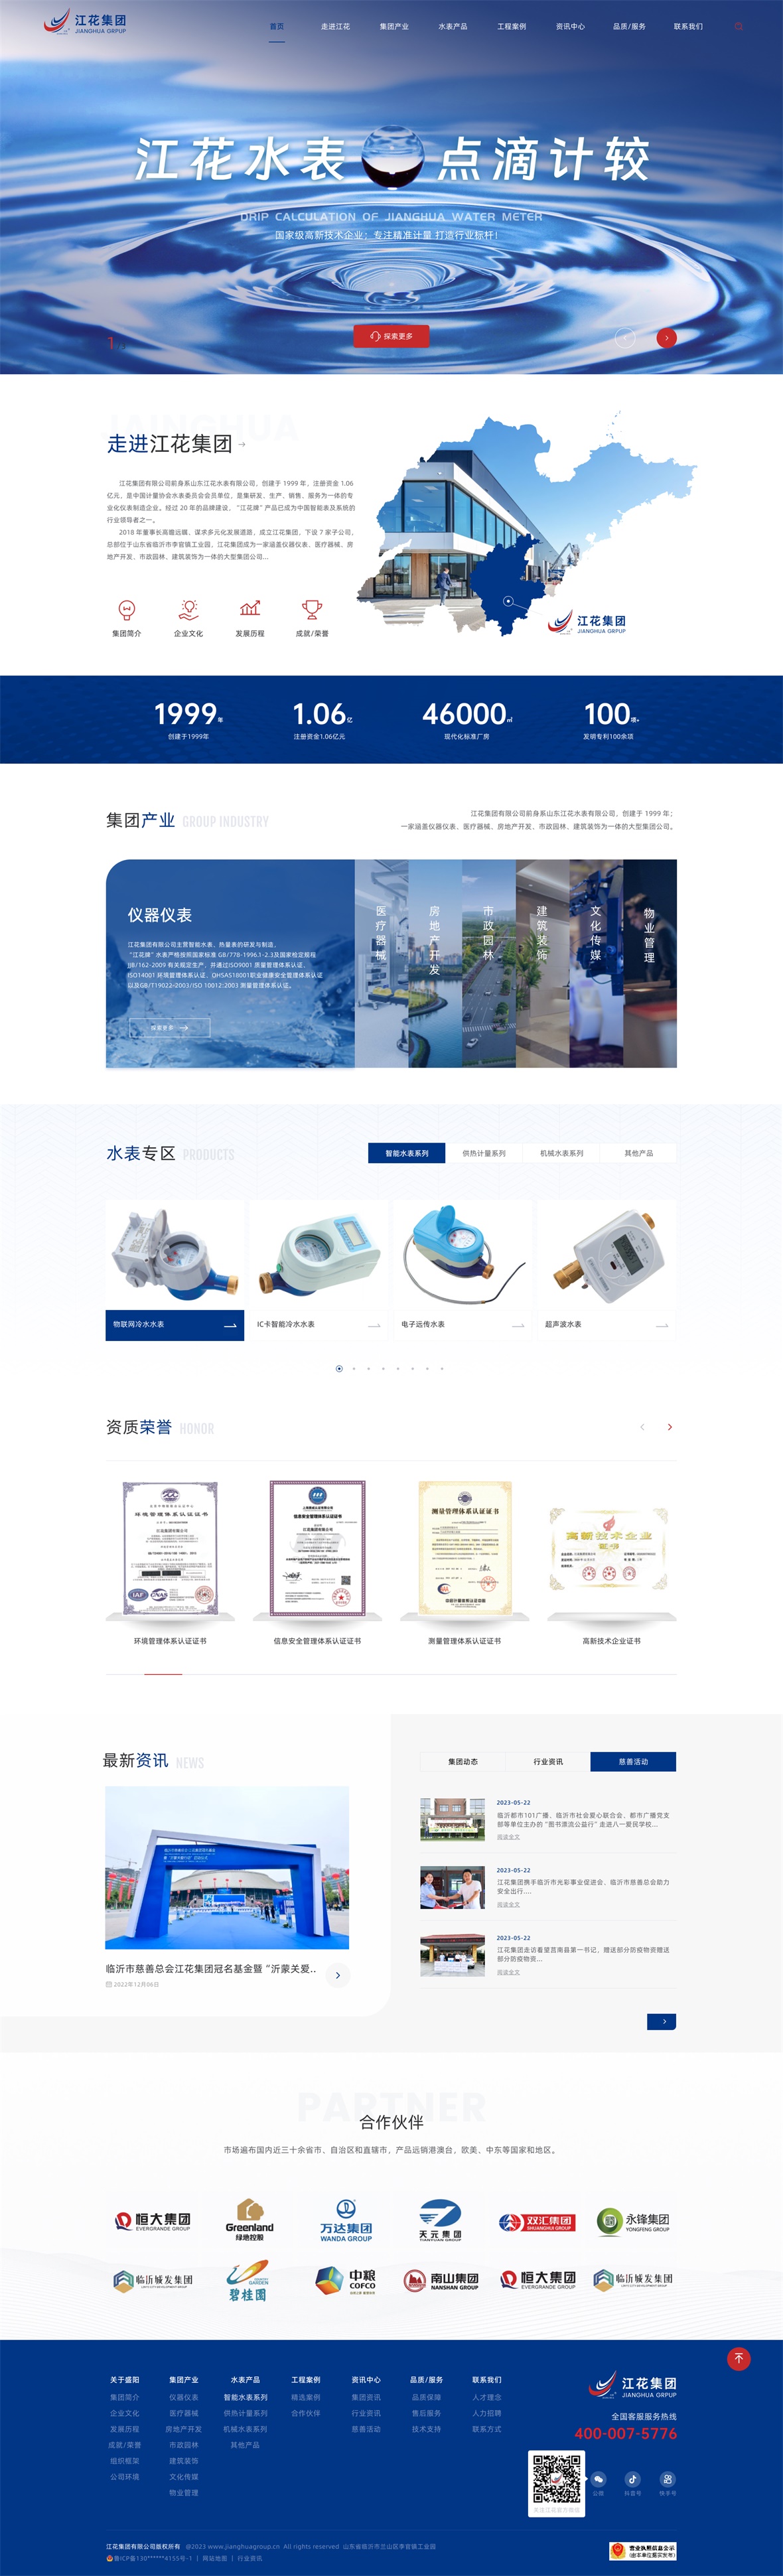 江花集团
JIANGHUA GRPUP
首页 走进江花 集团产业 水表产品 工程案例 资讯中心 品质/服务 联系我们
江花水表 点滴计较
DRIP CALCULATION OF JIANGHUA WATER METER
国家级高新技术企业；专注精准计量 打造行业标杆！
1
探索更多
JAINGHUA
走进江花集团
江花集团有限公司前身系山东江花水表有限公司，创建于 1999 年，注册资金 1.06
亿元，是中国计量协会水表委员会会员单位，是集研发、生产、销售、服务为一体的专
业化仪表制造企业。经过 20 年的品牌建设，“江花牌”产品已成为中国智能表及系统的
行业领导者之一。
2018 年董事长高瞻远瞩，谋求多元化发展道路，成立江花集团，下设 7 家子公司，
总部位于山东省临沂市李官镇工业园，江花集团成为一家涵盖仪器仪表、医疗器械、房
地产开发、市政园林、建筑装饰为一体的大型集团公司...
集团简介 企业文化 发展历程 成就/荣誉
江花集团
JIANGHUA GRPUP
1999年 1.06亿 46000㎡ 100项+
创建于1999年 注册资金1.06亿元 现代化标准厂房 发明专利100余项
集团产业 GROUP INDUSTRY
江花集团有限公司前身系山东江花水表有限公司，创建于 1999 年；
一家涵盖仪器仪表、医疗器械、房地产开发、市政园林、建筑装饰为一体的大型集团公司。
仪器仪表
江花集团有限公司主营智能水表、热量表的研发与制造，
“江花牌”水表严格按照国家标准 GB/778-1996.1-2.3及国家检定规程
JJB/162-2009 有关规定生产，并通过ISO9001 质量管理体系认证、
ISO14001 环境管理体系认证、OHSAS18001职业健康安全管理体系认证
以及GB/T19022-2003/ISO 10012:2003 测量管理体系认证。
探索更多
医疗器械
房地产开发
市政园林
建筑装饰
文化传媒
物业管理
水表专区 PRODUCTS
智能水表系列 供热计量系列 机械水表系列 其他产品
物联网冷水水表 IC卡智能冷水水表 电子远传水表 超声波水表
资质荣誉 HONOR
环境管理体系认证证书
信息安全管理体系认证证书
测量管理体系认证证书
高新技术企业
证书
IAF CNAS
环境管理体系认证证书 信息安全管理体系认证证书 测量管理体系认证证书 高新技术企业证书
最新资讯 NEWS
临沂市慈善总会江花集团冠名基金暨“沂蒙关爱..
2022年12月06日
集团动态 行业资讯 慈善活动
2023-05-22
临沂都市101广播、临沂市社会爱心联合会、都市广播党支
部等单位主办的“图书漂流公益行”走进八一爱民学校...
阅读全文
2023-05-22
江花集团携手临沂市光彩事业促进会、临沂市慈善总会助力
安全出行....
阅读全文
2023-05-22
江花集团走访看望莒南县第一书记，赠送部分防疫物资赠送
部分防疫物资...
阅读全文
PARTNER
合作伙伴
市场遍布国内近三十余省市、自治区和直辖市，产品远销港澳台，欧美、中东等国家和地区。
恒大集团
EVERGRANDE GROUP
Greenland
绿地控股
万达集团
WANDA GROUP
天元集团
TIANYUAN GROUP
双汇集团
SHUANGHUI GROUP
永锋集团
YONGFENG GROUP
临沂城发集团
碧桂园
中粮
COFCO
南山集团
NANSHAN GROUP
恒大集团
EVERGRANDE GROUP
临沂城发集团
关于盛阳 集团产业 水表产品 工程案例 资讯中心 品质/服务 联系我们
集团简介 仪器仪表 智能水表系列 精选案例 集团资讯 品质保障 人才理念
企业文化 医疗器械 供热计量系列 合作伙伴 行业资讯 售后服务 人力招聘
发展历程 房地产开发 机械水表系列 慈善活动 技术支持 联系方式
成就/荣誉 市政园林 其他产品
组织框架 建筑装饰
公司环境 文化传媒
物业管理
江花集团
JIANGHUA GRPUP
全国客服服务热线
400-007-5776
公微 抖音号 快手号
江花集团有限公司版权所有 @2023 www.jianghuagroup.cn All rights reserved 山东省临沂市兰山区李官镇工业园
鲁ICP备130******4155号-1 | 网站地图 | 行业资讯
营业执照信息公示